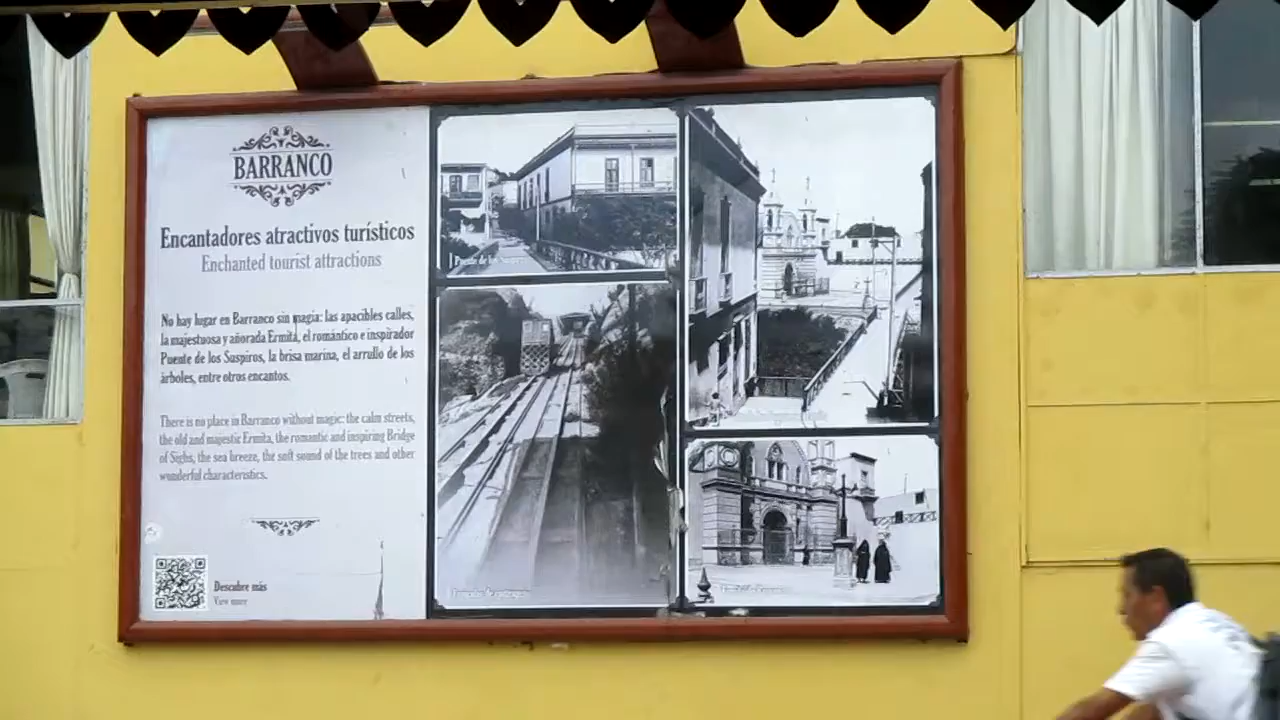 BARRANCO
Encantadores atractivos turísticos
Enchanted tourist attractions
No hay lugar en Barranco sin magia: las apacibles calles,
la majestuosa y añorada Ermita, el romántico e inspirador
Puente de los Suspiros, la brisa marina, el arrullo de los
árboles, entre otros encantos.
There is no place in Barranco without magic: the calm streets,
the old and majestic Ermita, the romantic and inspiring Bridge
of Sighs, the sea breeze, the soft sound of the trees and other
wonderful characteristics.
Descubre más
View more